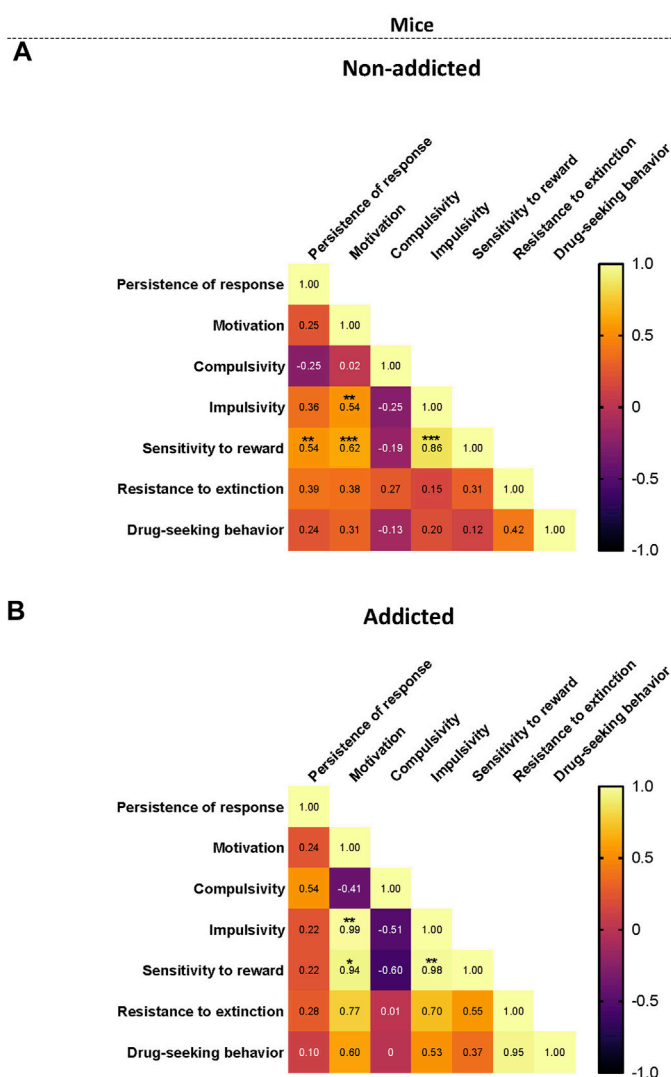 Mice
A
Non-addicted
Persistence of response
Motivation
Compulsivity
Impulsivity
Sensitivity to reward
Resistance to extinction
Drug-seeking behavior
Persistence of response 1.00
Motivation 0.25 1.00
Compulsivity -0.25 0.02 1.00
** 
Impulsivity 0.36 0.54 -0.25 1.00
** *** ***
Sensitivity to reward 0.54 0.62 -0.19 0.86 1.00
Resistance to extinction 0.39 0.38 0.27 0.15 0.31 1.00
Drug-seeking behavior 0.24 0.31 -0.13 0.20 0.12 0.42 1.00
1.0
0.5
0
-0.5
-1.0
B
Addicted
Persistence of response
Motivation
Compulsivity
Impulsivity
Sensitivity to reward
Resistance to extinction
Drug-seeking behavior
Persistence of response 1.00
Motivation 0.24 1.00
Compulsivity 0.54 -0.41 1.00
**
Impulsivity 0.22 0.99 -0.51 1.00
* **
Sensitivity to reward 0.22 0.94 -0.60 0.98 1.00
Resistance to extinction 0.28 0.77 0.01 0.70 0.55 1.00
Drug-seeking behavior 0.10 0.60 0 0.53 0.37 0.95 1.00
1.0
0.5
0
-0.5
-1.0